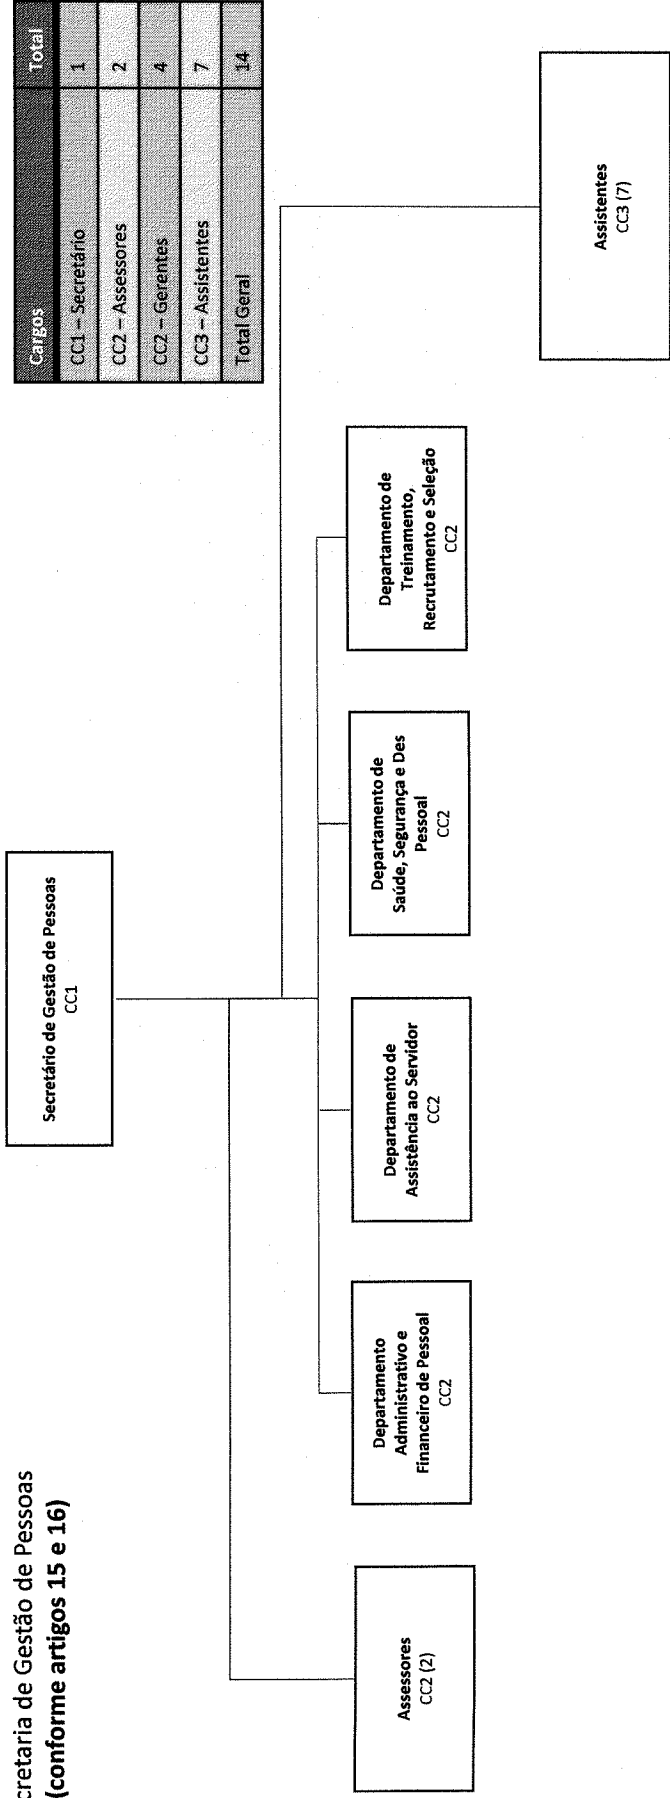 cretaria de Gestão de Pessoas
(conforme artigos 15 e 16)
Cargos Total
CC1 – Secretário 1
CC2 – Assessores 2
CC2 – Gerentes 4
CC3 – Assistentes 7
Total Geral 14
Secretário de Gestão de Pessoas
CC1
Assessores
CC2 (2)
Departamento
Administrativo e
Financeiro de Pessoal
CC2
Departamento de
Assistência ao Servidor
CC2
Departamento de
Saúde, Segurança e Des
Pessoal
CC2
Departamento de
Treinamento,
Recrutamento e Seleção
CC2
Assistentes
CC3 (7)